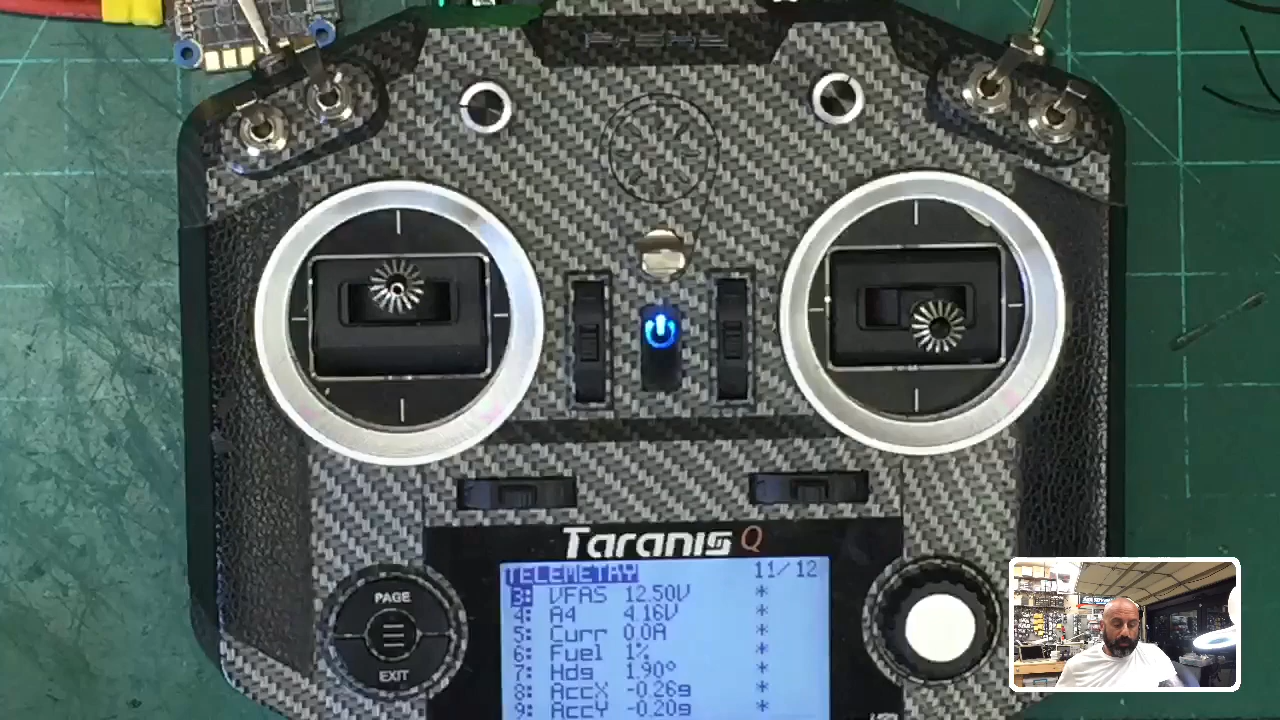 Taranis Q
TELEMETRY 11/12
3: VFAS 12.50V *
4: A4 4.16V *
5: Curr 0.0A *
6: Fuel 1% *
7: Hdg 1.90° *
8: AccX -0.26g *
9: AccY -0.20g *
PAGE
EXIT